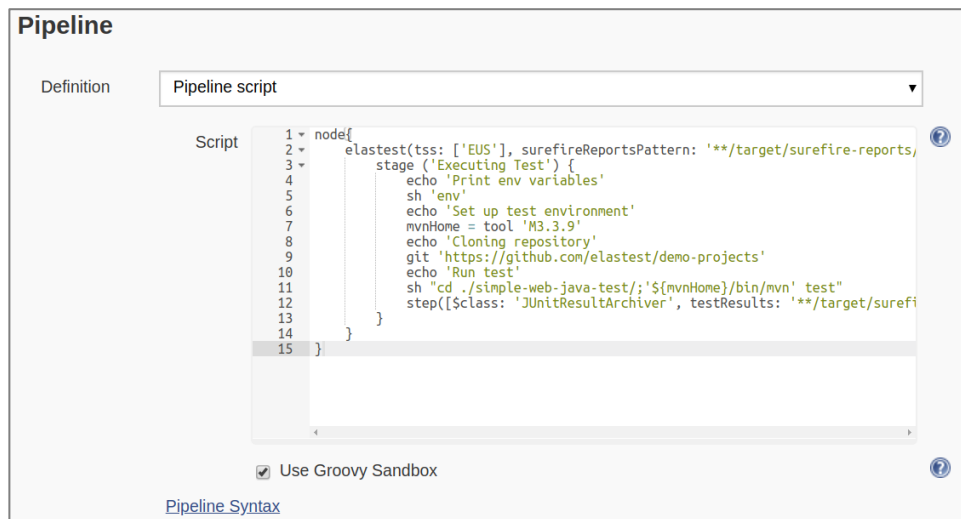 Pipeline
Definition
Pipeline script
Script
1 node{
2 elastest(tss: ['EUS'], surefireReportsPattern: '**/target/surefire-reports/
3 stage ('Executing Test') {
4 echo 'Print env variables'
5 sh 'env'
6 echo 'Set up test environment'
7 mvnHome = tool 'M3.3.9'
8 echo 'Cloning repository'
9 git 'https://github.com/elastest/demo-projects'
10 echo 'Run test'
11 sh "cd ./simple-web-java-test/;'${mvnHome}/bin/mvn' test"
12 step([$class: 'JUnitResultArchiver', testResults: '**/target/surefi
13 }
14 }
15 }
Use Groovy Sandbox
Pipeline Syntax